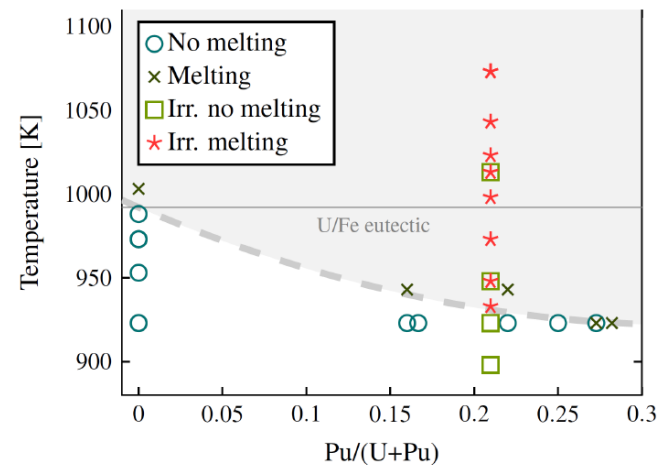 1100
1050
1000
950
900
Temperature [K]
No melting
Melting
Irr. no melting
Irr. melting
U/Fe eutectic
0 0.05 0.1 0.15 0.2 0.25 0.3
Pu/(U+Pu)